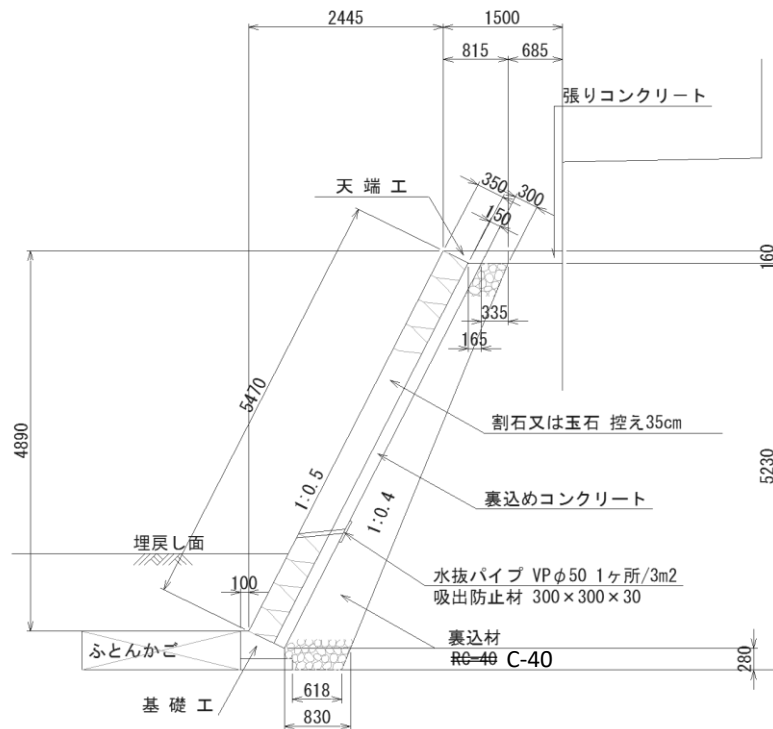 2445
1500
815
685
張りコンクリート
天 端 工
350
300
150
160
335
165
5470
4890
割石又は玉石 控え35cm
5230
裏込めコンクリート
1:0.5
1:0.4
埋戻し面
水抜パイプ VPφ50 1ヶ所/3m2
吸出防止材 300×300×30
100
裏込材
RC-40 C-40
ふとんかご
280
618
基 礎 工
830